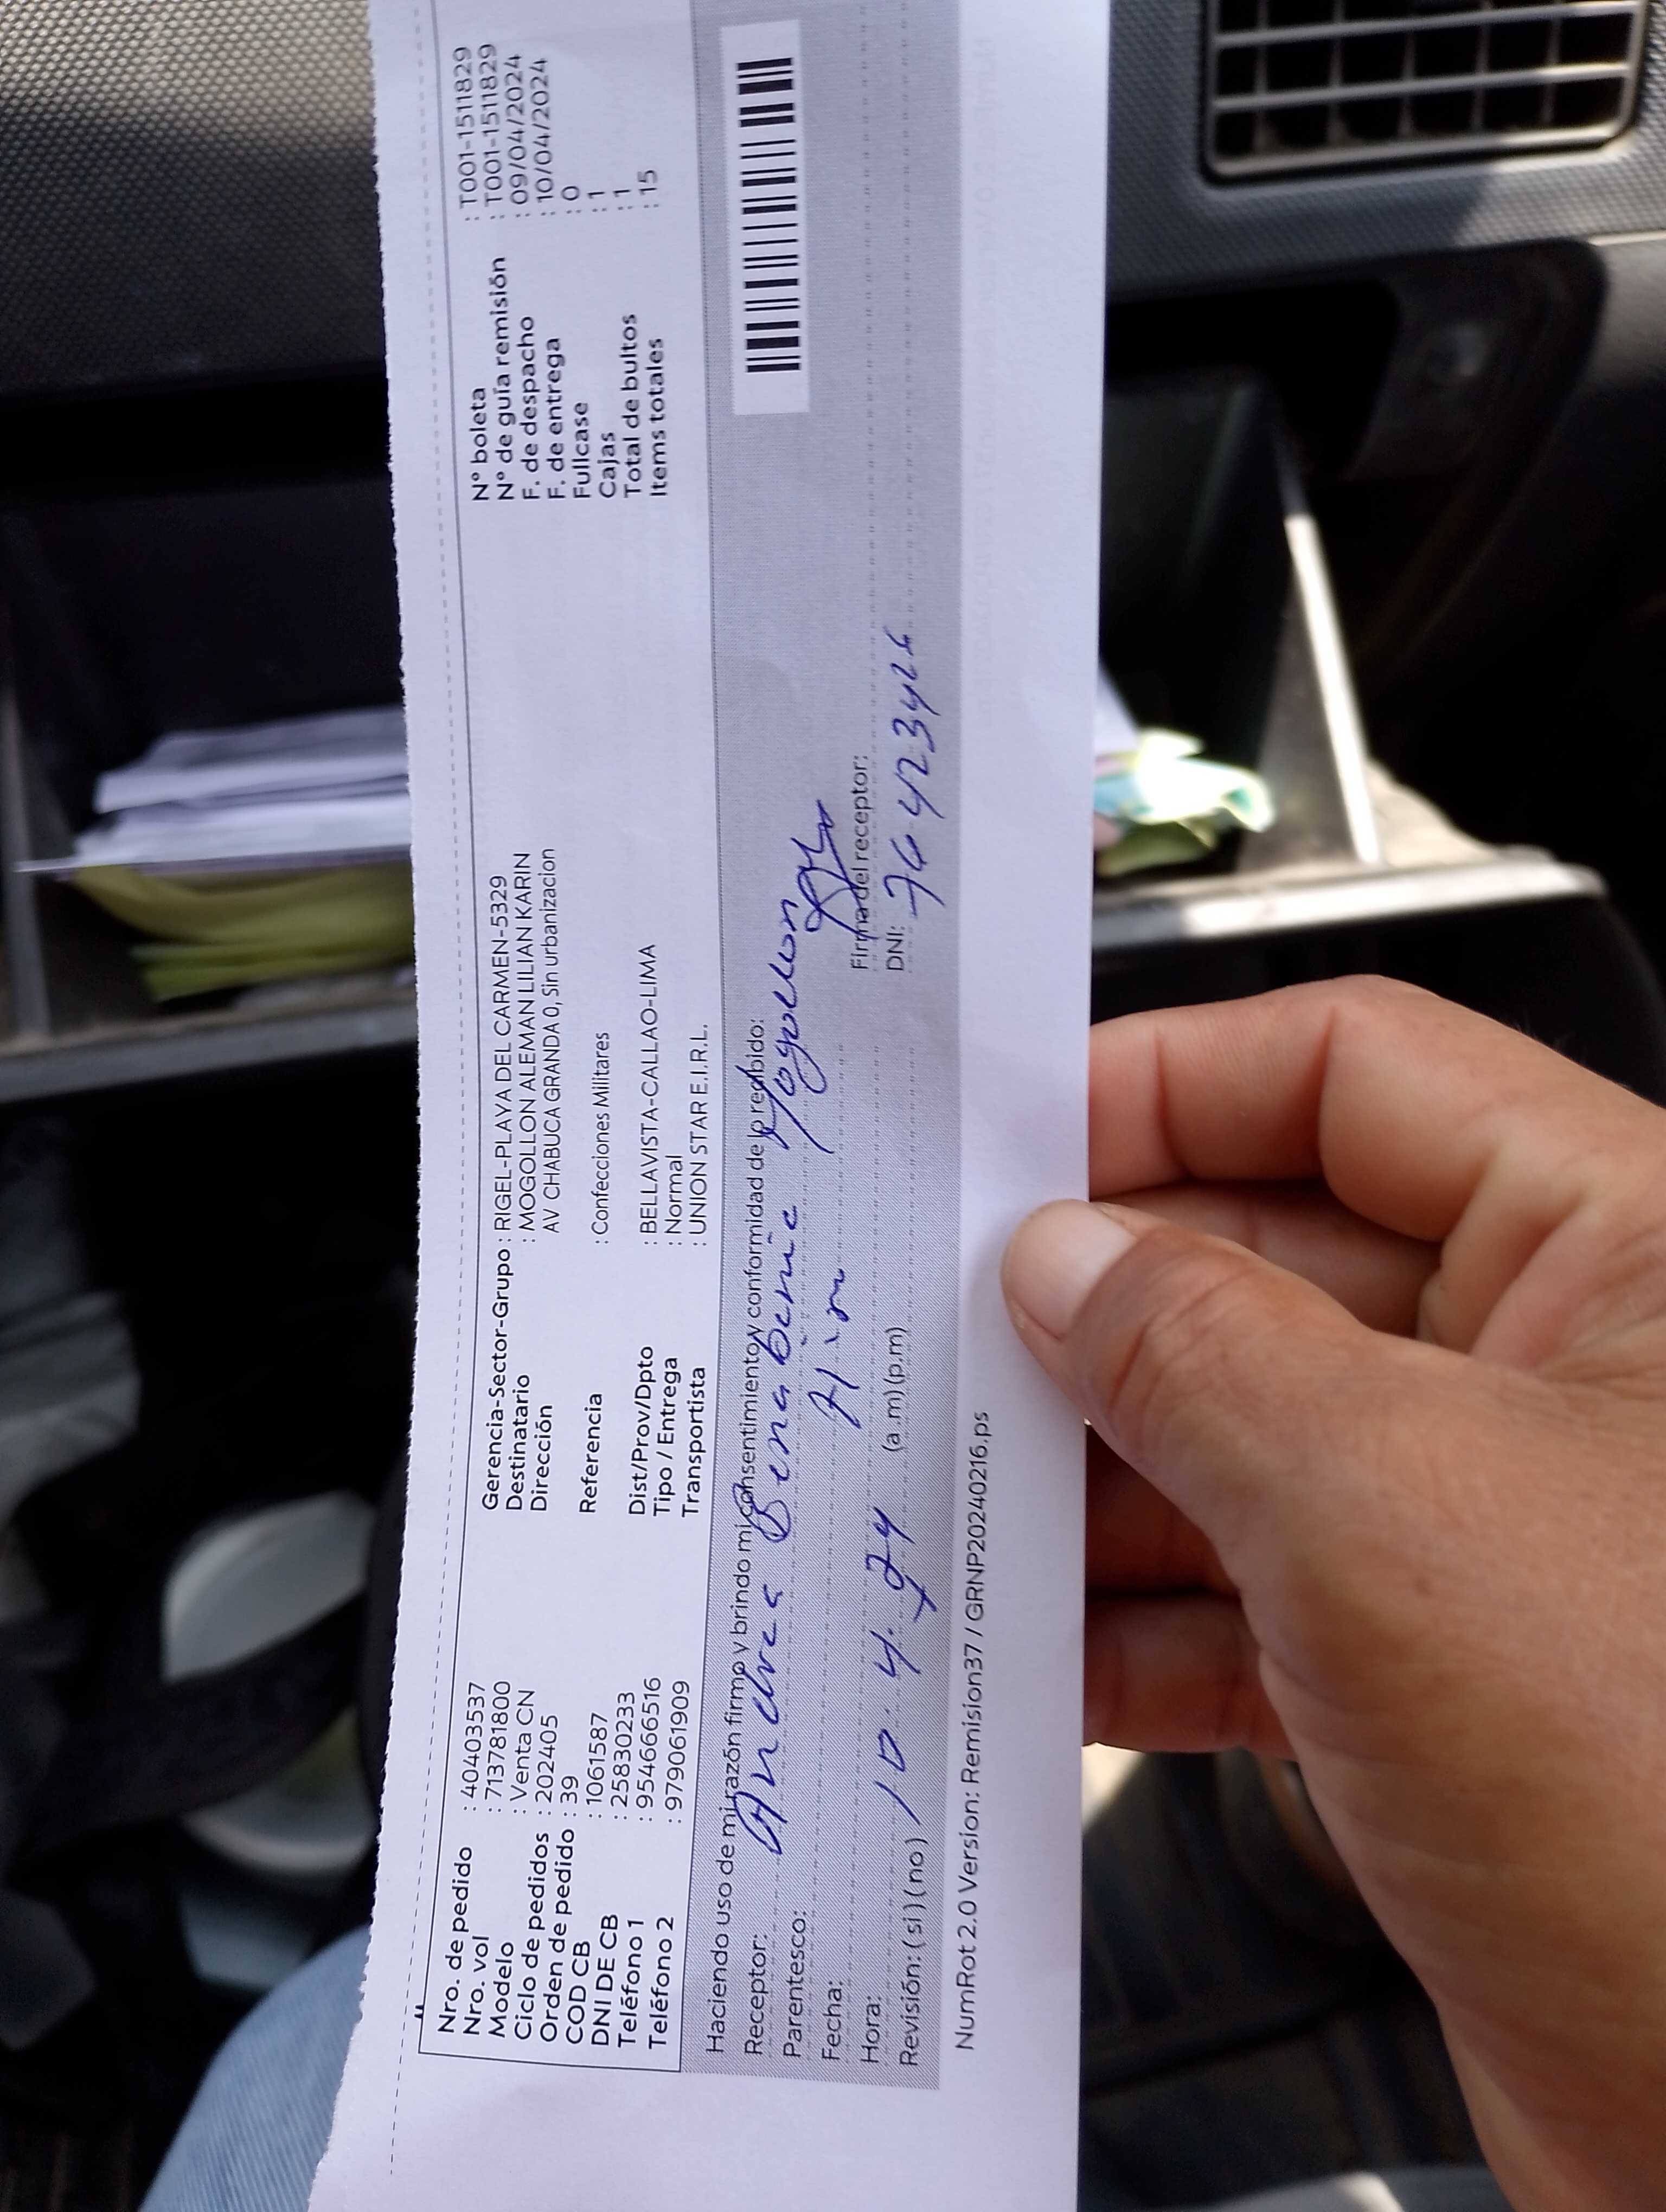 Nro. de pedido : 40403537
Nro. vol : 713781800
Modelo : Venta CN
Ciclo de pedidos : 202405
Orden de pedido : 39
COD CB : 1061587
DNI DE CB : 25830233
Teléfono 1 : 954666516
Teléfono 2 : 979061909
Gerencia-Sector-Grupo : RIGEL-PLAYA DEL CARMEN-5329
Destinatario : MOGOLLON ALEMAN LILIAN KARIN
Dirección AV CHABUCA GRANDA 0, Sin urbanizacion
Referencia : Confecciones Militares
Dist/Prov/Dpto : BELLAVISTA-CALLAO-LIMA
Tipo / Entrega : Normal
Transportista : UNION STAR E.I.R.L.
N° boleta : T001-1511829
N° de guía remisión : T001-1511829
F. de despacho : 09/04/2024
F. de entrega : 10/04/2024
Fullcase : 0
Cajas : 1
Total de bultos : 1
Items totales : 15
Haciendo uso de mi razón firmo y brindo mi consentimiento y conformidad de lo recibido:
Receptor: Andrea Benabenie Mogollon
Parentesco:
Fecha:
Hora: 10.4.24 (a.m) (p.m)
Revisión: (si) (no)
Firma del receptor:
DNI: 76423426
NumRot 2.0 Version: Remision37 / GRNP20240216.ps